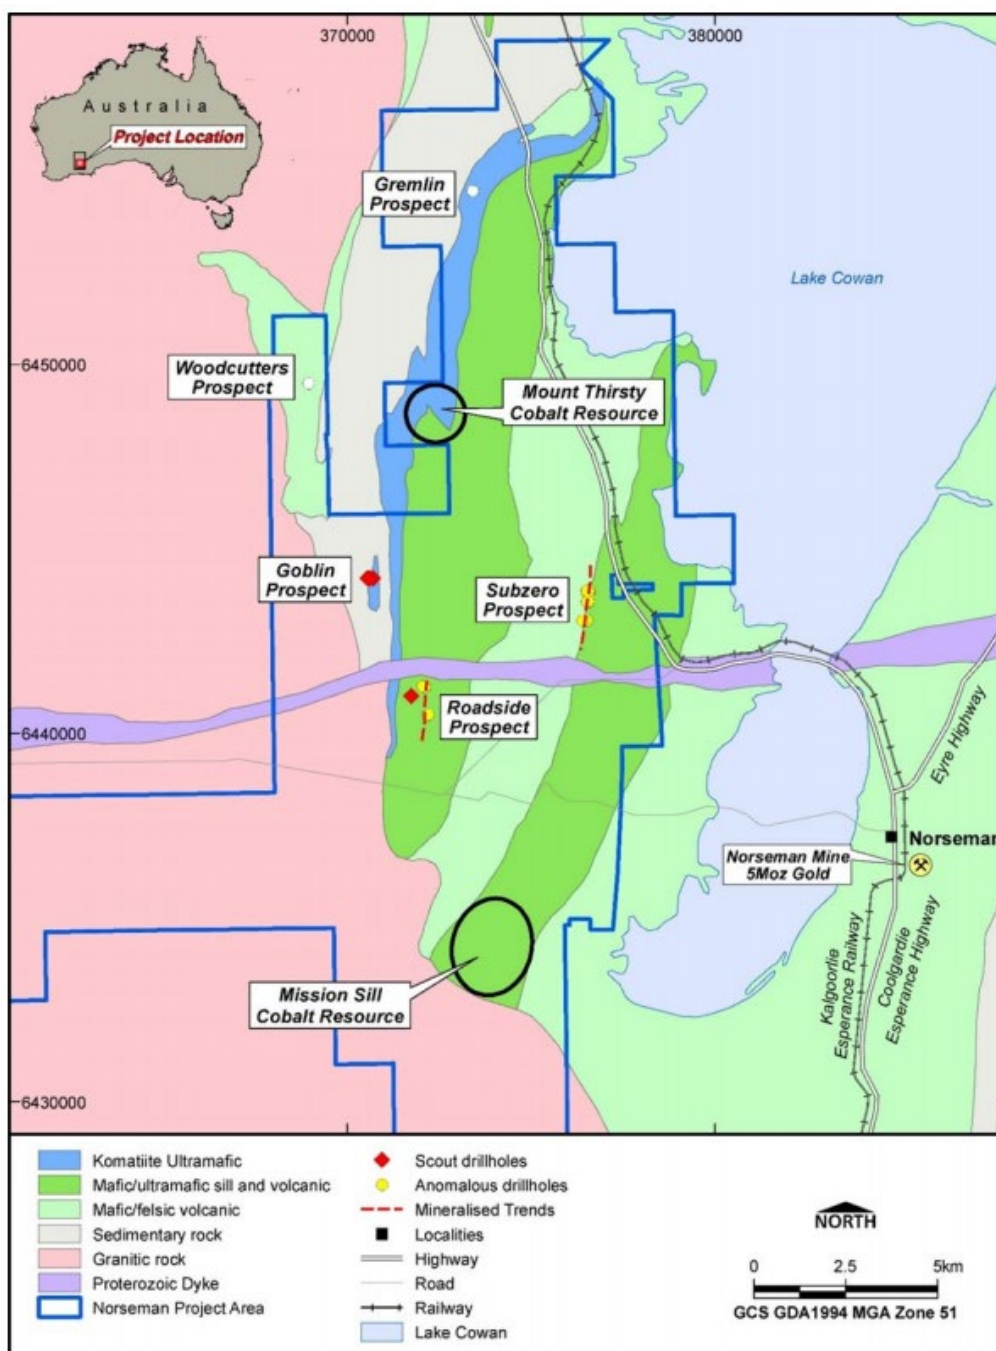 370000
380000
Australia
Project Location
Gremlin
Prospect
Lake Cowan
6450000
Woodcutters
Prospect
Mount Thirsty
Cobalt Resource
Goblin
Prospect
Subzero
Prospect
Roadside
Prospect
6440000
Eyre Highway
Norseman
Norseman Mine
5Moz Gold
Kalgoorlie
Esperance Railway
Coolgardie
Esperance Highway
Mission Sill
Cobalt Resource
6430000
Komatiite Ultramafic
Mafic/ultramafic sill and volcanic
Mafic/felsic volcanic
Sedimentary rock
Granitic rock
Proterozoic Dyke
Norseman Project Area
Scout drillholes
Anomalous drillholes
Mineralised Trends
Localities
Highway
Road
Railway
Lake Cowan
NORTH
0 2.5 5km
GCS GDA1994 MGA Zone 51